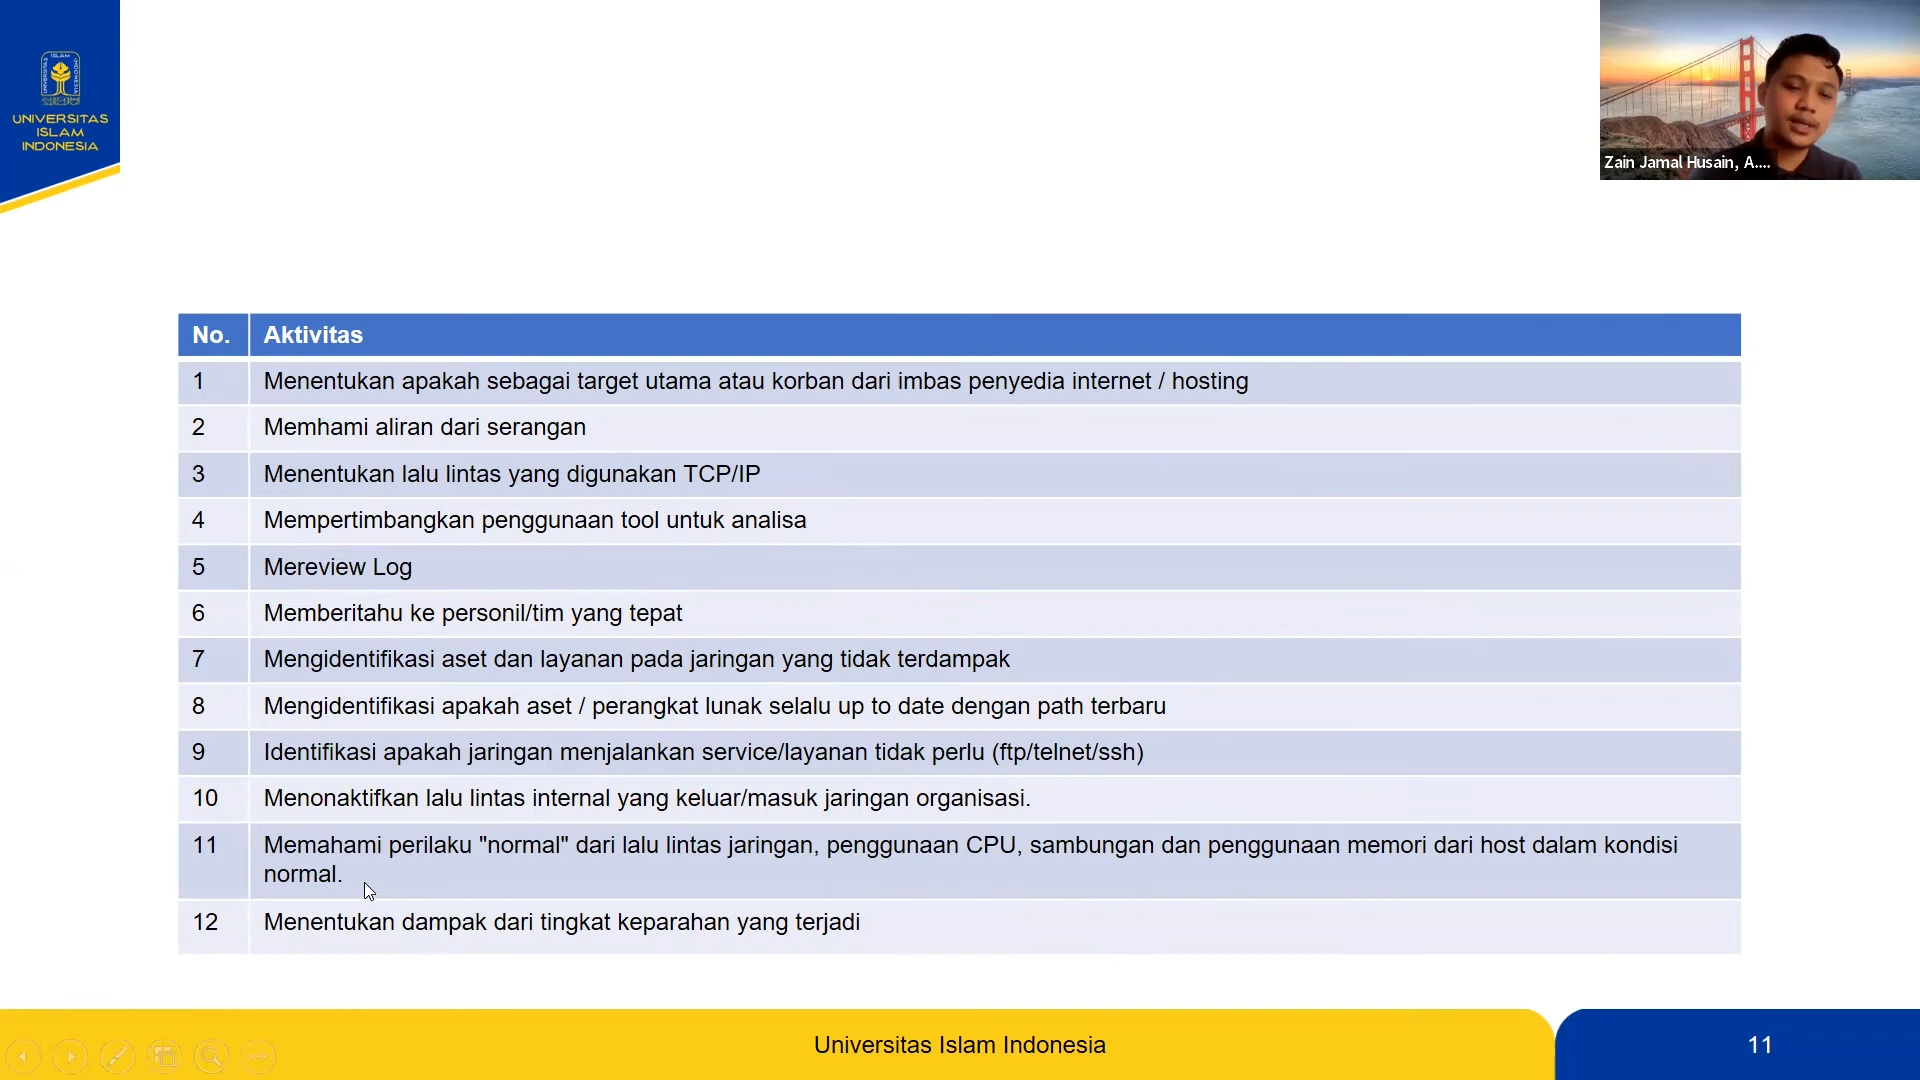 UNIVERSITAS
ISLAM
INDONESIA
Zain Jamal Husain, A....
No. Aktivitas
1 Menentukan apakah sebagai target utama atau korban dari imbas penyedia internet / hosting
2 Memhami aliran dari serangan
3 Menentukan lalu lintas yang digunakan TCP/IP
4 Mempertimbangkan penggunaan tool untuk analisa
5 Mereview Log
6 Memberitahu ke personil/tim yang tepat
7 Mengidentifikasi aset dan layanan pada jaringan yang tidak terdampak
8 Mengidentifikasi apakah aset / perangkat lunak selalu up to date dengan path terbaru
9 Identifikasi apakah jaringan menjalankan service/layanan tidak perlu (ftp/telnet/ssh)
10 Menonaktifkan lalu lintas internal yang keluar/masuk jaringan organisasi.
11 Memahami perilaku "normal" dari lalu lintas jaringan, penggunaan CPU, sambungan dan penggunaan memori dari host dalam kondisi
normal.
12 Menentukan dampak dari tingkat keparahan yang terjadi
Universitas Islam Indonesia
11